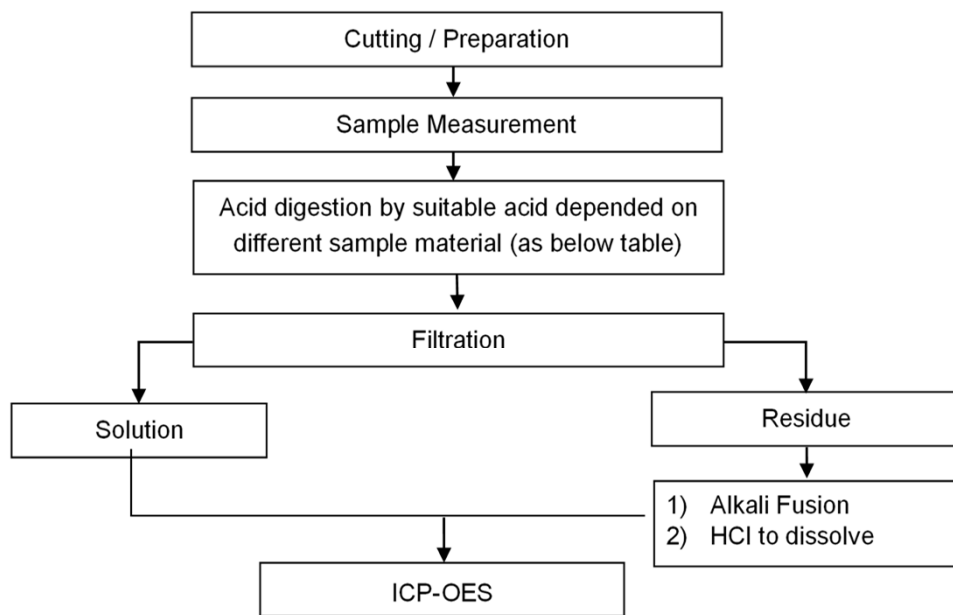 Cutting / Preparation
Sample Measurement
Acid digestion by suitable acid depended on
different sample material (as below table)
Filtration
Solution
Residue
1) Alkali Fusion
2) HCl to dissolve
ICP-OES